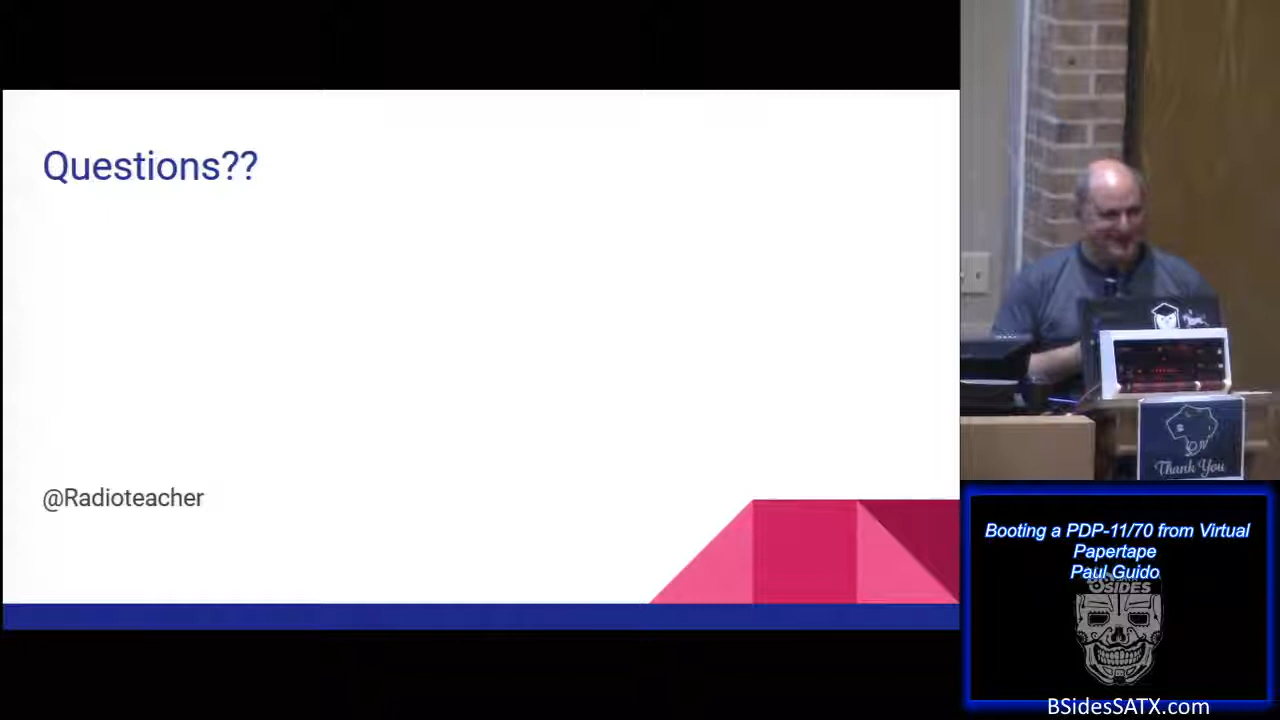 Questions??
@Radioteacher
Thank You
Booting a PDP-11/70 from Virtual
Papertape
Paul Guido
BSIDES
BSidesSATX.com